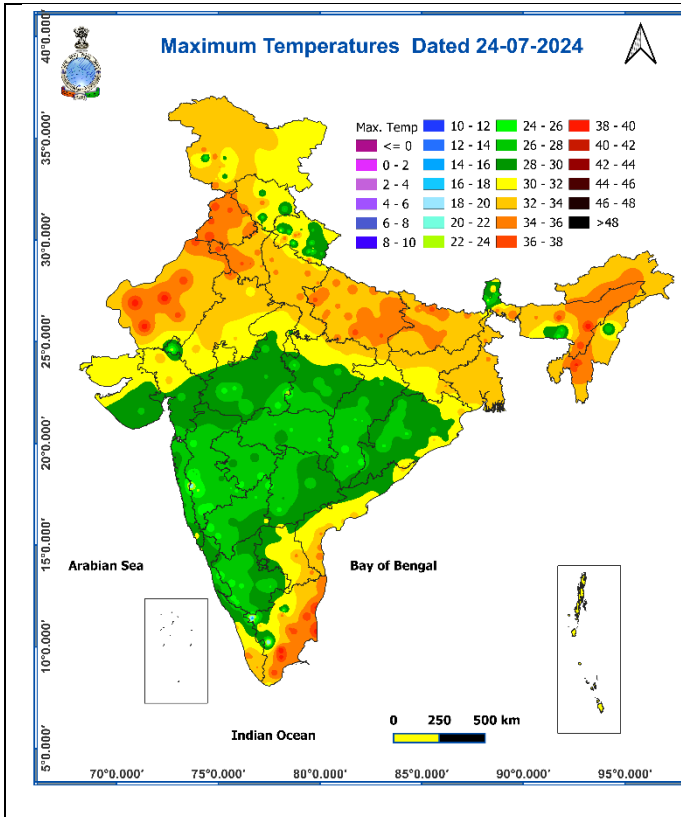 Maximum Temperatures Dated 24-07-2024
Max. Temp
<= 0
0 - 2
2 - 4
4 - 6
6 - 8
8 - 10
10 - 12
12 - 14
14 - 16
16 - 18
18 - 20
20 - 22
22 - 24
24 - 26
26 - 28
28 - 30
30 - 32
32 - 34
34 - 36
36 - 38
38 - 40
40 - 42
42 - 44
44 - 46
46 - 48
>48
40°0.000'
35°0.000'
30°0.000'
25°0.000'
20°0.000'
15°0.000'
10°0.000'
5°0.000'
Arabian Sea
Bay of Bengal
Indian Ocean
0 250 500 km
70°0.000' 75°0.000' 80°0.000' 85°0.000' 90°0.000' 95°0.000'